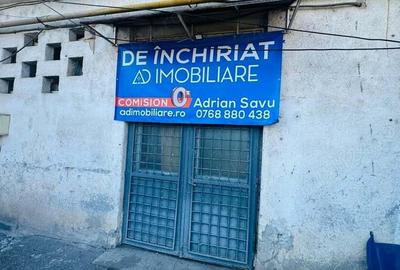 DE ÎNCHIRIAT
AD IMOBILIARE
COMISION 0% Adrian Savu
adimobiliare.ro 0768 880 438